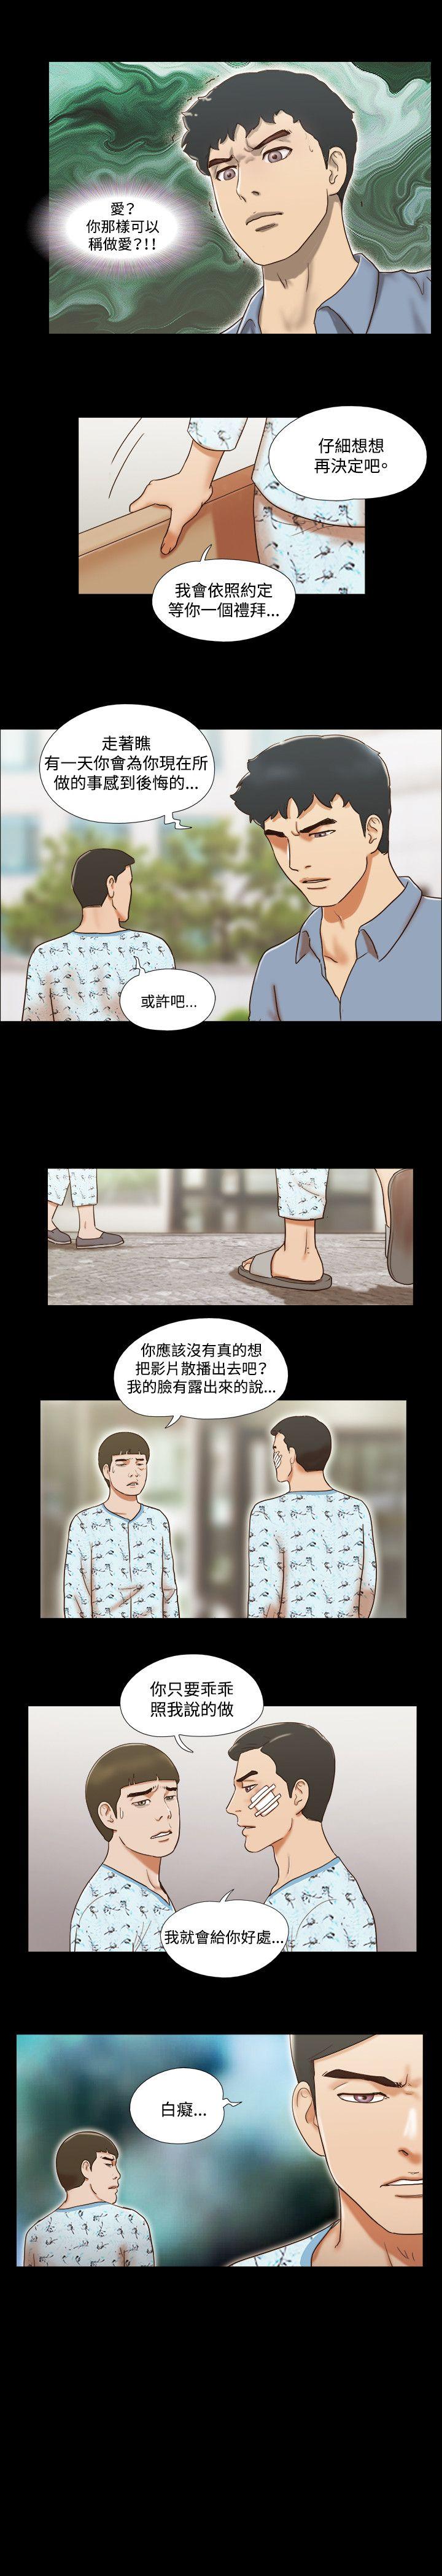 愛？
你那樣可以
稱做愛？！！
仔細想想
再決定吧。
我會依照約定
等你一個禮拜...
走著瞧
有一天你會為你現在所
做的事感到後悔的...
或許吧...
你應該沒有真的想
把影片散播出去吧？
我的臉有露出來的說...
你只要乖乖
照我說的做
我就會給你好處...
白癡...